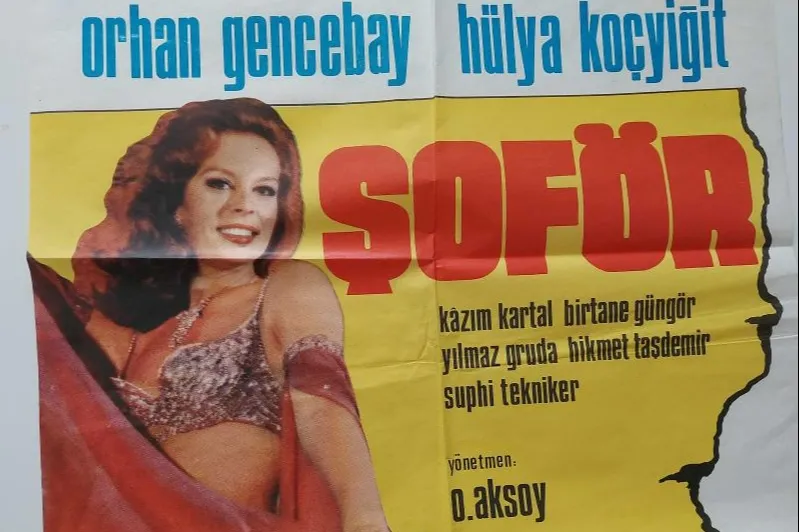 orhan gencebay hülya koçyiğit
ŞOFÖR
kâzım kartal birtane güngör
yılmaz gruda hikmet taşdemir
suphi tekniker
yönetmen:
o.aksoy